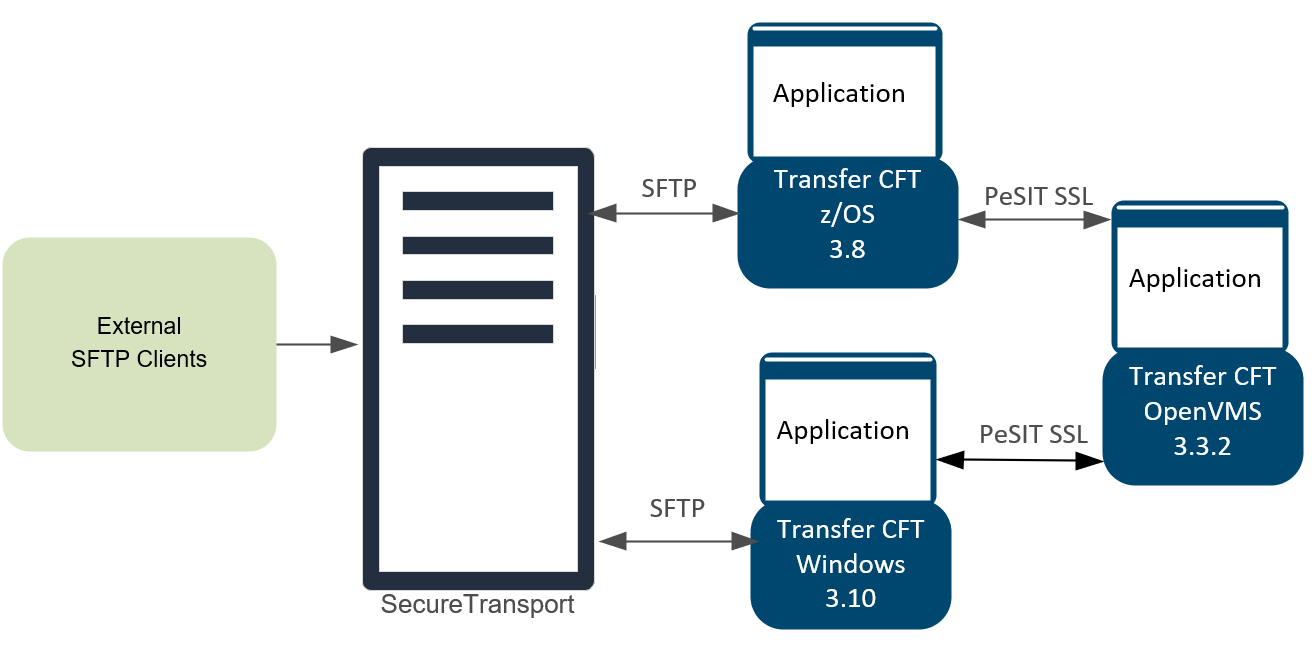 External
SFTP Clients
SecureTransport
SFTP
Application
Transfer CFT
z/OS
3.8
PeSIT SSL
Application
Transfer CFT
OpenVMS
3.3.2
SFTP
Application
Transfer CFT
Windows
3.10
PeSIT SSL